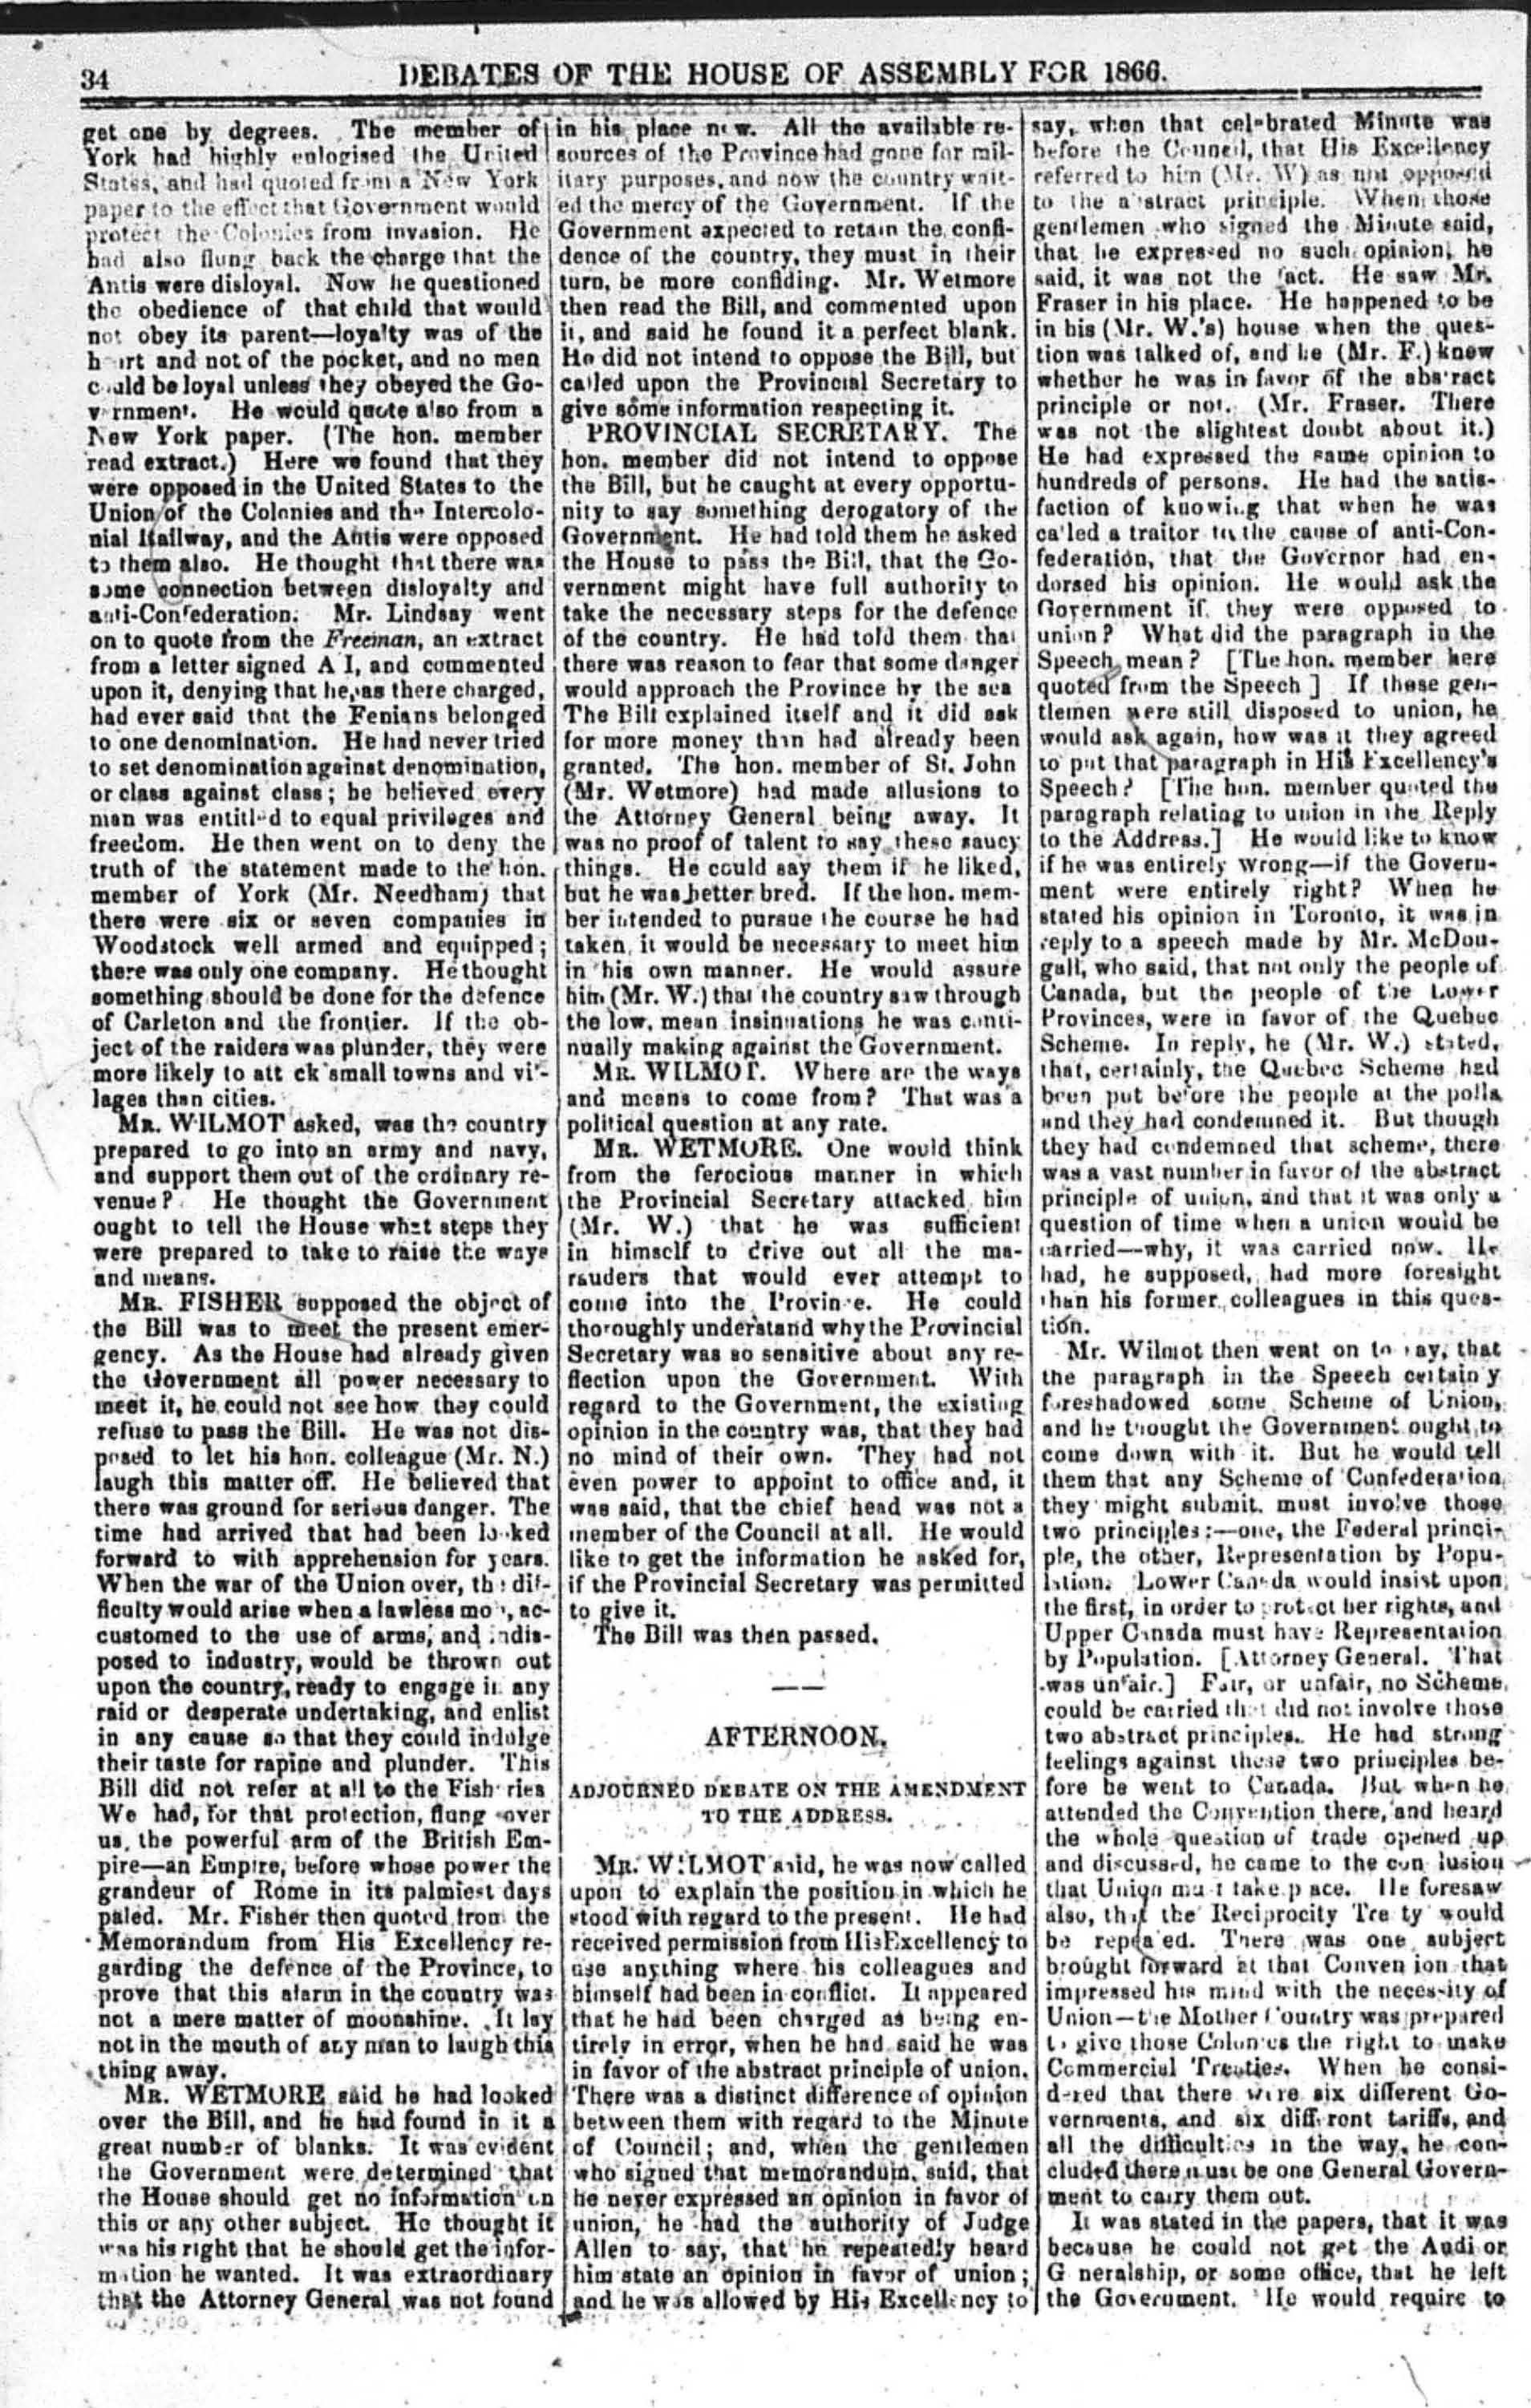 34
DEBATES OF THE HOUSE OF ASSEMBLY FOR 1866.
get one by degrees. The member of
York had highly eulogised the United
States, and had quoted from a New York
paper to the effect that Government would
protect the Colonies from invasion. He
had also flung back the charge that the
Antis were disloyal. Now he questioned
the obedience of that child that would
not obey its parent—loyalty was of the
heart and not of the pocket, and no men
could be loyal unless they obeyed the Go-
vernment. He would quote also from a
New York paper. (The hon. member
read extract.) Here we found that they
were opposed in the United States to the
Union of the Colonies and the Intercolo-
nial Railway, and the Antis were opposed
to them also. He thought that there was
some connection between disloyalty and
anti-Confederation. Mr. Lindsay went
on to quote from the Freeman, an extract
from a letter signed A I, and commented
upon it, denying that he, as there charged,
had ever said that the Fenians belonged
to one denomination. He had never tried
to set denomination against denomination,
or class against class; he believed every
man was entitled to equal privileges and
freedom. He then went on to deny the
truth of the statement made to the hon.
member of York (Mr. Needham) that
there were six or seven companies in
Woodstock well armed and equipped;
there was only one company. He thought
something should be done for the defence
of Carleton and the frontier. If the ob-
ject of the raiders was plunder, they were
more likely to attack small towns and vil-
lages than cities.
MR. WILMOT asked, was the country
prepared to go into an army and navy,
and support them out of the ordinary re-
venue? He thought the Government
ought to tell the House what steps they
were prepared to take to raise the ways
and means.
MR. FISHER supposed the object of
the Bill was to meet the present emer-
gency. As the House had already given
the Government all power necessary to
meet it, he could not see how they could
refuse to pass the Bill. He was not dis-
posed to let his hon. colleague (Mr. N.)
laugh this matter off. He believed that
there was ground for serious danger. The
time had arrived that had been looked
forward to with apprehension for years.
When the war of the Union over, the dif-
ficulty would arise when a lawless mob, ac-
customed to the use of arms, and indis-
posed to industry, would be thrown out
upon the country, ready to engage in any
raid or desperate undertaking, and enlist
in any cause so that they could indulge
their taste for rapine and plunder. This
Bill did not refer at all to the Fisheries
We had, for that protection, flung over
us, the powerful arm of the British Em-
pire—an Empire, before whose power the
grandeur of Rome in its palmiest days
paled. Mr. Fisher then quoted from the
Memorandum from His Excellency re-
garding the defence of the Province, to
prove that this alarm in the country was
not a mere matter of moonshine. It lay
not in the mouth of any man to laugh this
thing away.
MR. WETMORE said he had looked
over the Bill, and he had found in it a
great number of blanks. It was evident
the Government were determined that
the House should get no information on
this or any other subject. He thought it
was his right that he should get the infor-
mation he wanted. It was extraordinary
that the Attorney General was not found
in his place now. All the available re-
sources of the Province had gone for mil-
itary purposes, and now the country wait-
ed the mercy of the Government. If the
Government expected to retain the confi-
dence of the country, they must in their
turn, be more confiding. Mr. Wetmore
then read the Bill, and commented upon
it, and said he found it a perfect blank.
He did not intend to oppose the Bill, but
called upon the Provincial Secretary to
give some information respecting it.
PROVINCIAL SECRETARY. The
hon. member did not intend to oppose
the Bill, but he caught at every opportu-
nity to say something derogatory of the
Government. He had told them he asked
the House to pass the Bill, that the Go-
vernment might have full authority to
take the necessary steps for the defence
of the country. He had told them that
there was reason to fear that some danger
would approach the Province by the sea
The Bill explained itself and it did ask
for more money than had already been
granted. The hon. member of St. John
(Mr. Wetmore) had made allusions to
the Attorney General being away. It
was no proof of talent to say these saucy
things. He could say them if he liked,
but he was better bred. If the hon. mem-
ber intended to pursue the course he had
taken, it would be necessary to meet him
in his own manner. He would assure
him (Mr. W.) that the country saw through
the low, mean insinuations he was conti-
nually making against the Government.
MR. WILMOT. Where are the ways
and means to come from? That was a
political question at any rate.
MR. WETMORE. One would think
from the ferocious manner in which
the Provincial Secretary attacked him
(Mr. W.) that he was sufficient
in himself to drive out all the ma-
rauders that would ever attempt to
come into the Province. He could
thoroughly understand why the Provincial
Secretary was so sensitive about any re-
flection upon the Government. With
regard to the Government, the existing
opinion in the country was, that they had
no mind of their own. They had not
even power to appoint to office and, it
was said, that the chief head was not a
member of the Council at all. He would
like to get the information he asked for,
if the Provincial Secretary was permitted
to give it.
The Bill was then passed.
AFTERNOON.
ADJOURNED DEBATE ON THE AMENDMENT
TO THE ADDRESS.
MR. WILMOT said, he was now called
upon to explain the position in which he
stood with regard to the present. He had
received permission from His Excellency to
use anything where his colleagues and
himself had been in conflict. It appeared
that he had been charged as being en-
tirely in error, when he had said he was
in favor of the abstract principle of union.
There was a distinct difference of opinion
between them with regard to the Minute
of Council; and, when the gentlemen
who signed that memorandum, said, that
he never expressed an opinion in favor of
union, he had the authority of Judge
Allen to say, that he repeatedly heard
him state an opinion in favor of union;
and he was allowed by His Excellency to
say, when that celebrated Minute was
before the Council, that His Excellency
referred to him (Mr. W) as not opposed
to the abstract principle. When those
gentlemen who signed the Minute said,
that he expressed no such opinion, he
said, it was not the fact. He saw Mr.
Fraser in his place. He happened to be
in his (Mr. W.'s) house when the ques-
tion was talked of, and he (Mr. F.) knew
whether he was in favor of the abstract
principle or not. (Mr. Fraser. There
was not the slightest doubt about it.)
He had expressed the same opinion to
hundreds of persons. He had the satis-
faction of knowing that when he was
called a traitor to the cause of anti-Con-
federation, that the Governor had en-
dorsed his opinion. He would ask the
Government if they were opposed to
union? What did the paragraph in the
Speech mean? [The hon. member here
quoted from the Speech ] If these gen-
tlemen were still disposed to union, he
would ask again, how was it they agreed
to put that paragraph in His Excellency's
Speech? [The hon. member quoted the
paragraph relating to union in the Reply
to the Address.] He would like to know
if he was entirely wrong—if the Govern-
ment were entirely right? When he
stated his opinion in Toronto, it was in
reply to a speech made by Mr. McDou-
gall, who said, that not only the people of
Canada, but the people of the Lower
Provinces, were in favor of the Quebec
Scheme. In reply, he (Mr. W.) stated,
that, certainly, the Quebec Scheme had
been put before the people at the polls
and they had condemned it. But though
they had condemned that scheme, there
was a vast number in favor of the abstract
principle of union, and that it was only a
question of time when a union would be
carried—why, it was carried now. He
had, he supposed, had more foresight
than his former colleagues in this ques-
tion.
Mr. Wilmot then went on to say, that
the paragraph in the Speech certainly
foreshadowed some Scheme of Union,
and he thought the Government ought to
come down with it. But he would tell
them that any Scheme of Confederation,
they might submit, must involve those
two principles:—one, the Federal princi-
ple, the other, Representation by Popu-
lation. Lower Canada would insist upon
the first, in order to protect her rights, and
Upper Canada must have Representation
by Population. [Attorney General. That
was unfair.] Fair, or unfair, no Scheme
could be carried that did not involve those
two abstract principles. He had strong
feelings against these two principles be-
fore he went to Canada. But when he
attended the Convention there, and heard
the whole question of trade opened up
and discussed, he came to the conclusion
that Union must take place. He foresaw
also, that the Reciprocity Treaty would
be repealed. There was one subject
brought forward at that Convention that
impressed his mind with the necessity of
Union—the Mother Country was prepared
to give those Colonies the right to make
Commercial Treaties. When he consi-
dered that there were six different Go-
vernments, and six different tariffs, and
all the difficulties in the way, he con-
cluded there must be one General Govern-
ment to carry them out.
It was stated in the papers, that it was
because he could not get the Auditor
Generalship, or some office, that he left
the Government. He would require to